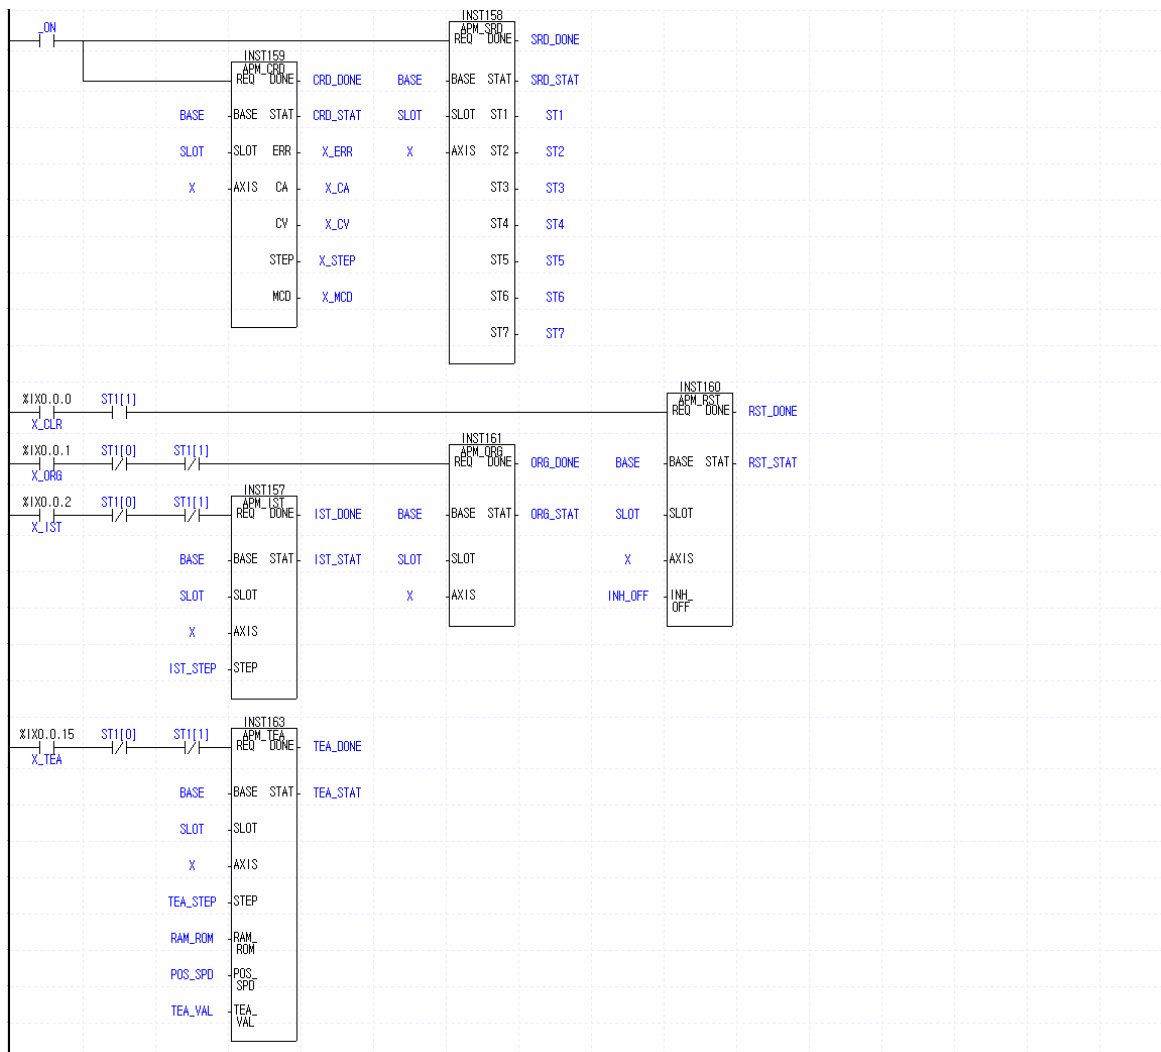 INST158
_ON APM_SRD
REQ DONE SRD_DONE
INST159
APM_CRD
REQ DONE CRD_DONE BASE BASE STAT SRD_STAT
BASE BASE STAT CRD_STAT SLOT SLOT ST1 ST1
SLOT SLOT ERR X_ERR X AXIS ST2 ST2
X AXIS CA X_CA ST3 ST3
CV X_CV ST4 ST4
STEP X_STEP ST5 ST5
MCD X_MCD ST6 ST6
ST7 ST7
INST160
%IX0.0.0 ST1[1] APM_RST
REQ DONE RST_DONE
X_CLR
INST161
%IX0.0.1 ST1[0] ST1[1] APM_ORG
REQ DONE ORG_DONE BASE BASE STAT RST_STAT
X_ORG
INST157
%IX0.0.2 ST1[0] ST1[1] APM_IST
REQ DONE IST_DONE BASE BASE STAT ORG_STAT SLOT SLOT
X_IST
BASE BASE STAT IST_STAT SLOT SLOT X AXIS
SLOT SLOT X AXIS INH_OFF INH_
OFF
X AXIS
IST_STEP STEP
INST163
%IX0.0.15 ST1[0] ST1[1] APM_TEA
REQ DONE TEA_DONE
X_TEA
BASE BASE STAT TEA_STAT
SLOT SLOT
X AXIS
TEA_STEP STEP
RAM_ROM RAM_
ROM
POS_SPD POS_
SPD
TEA_VAL TEA_
VAL